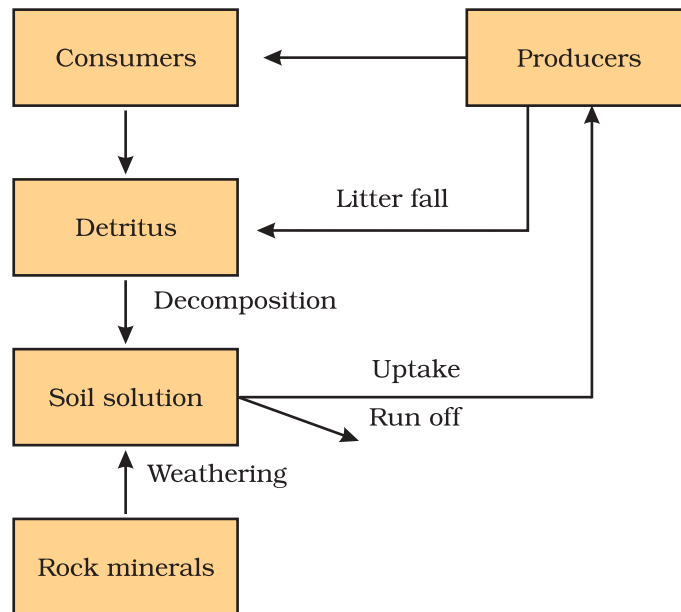 Consumers
Producers
Litter fall
Detritus
Decomposition
Uptake
Soil solution
Run off
Weathering
Rock minerals